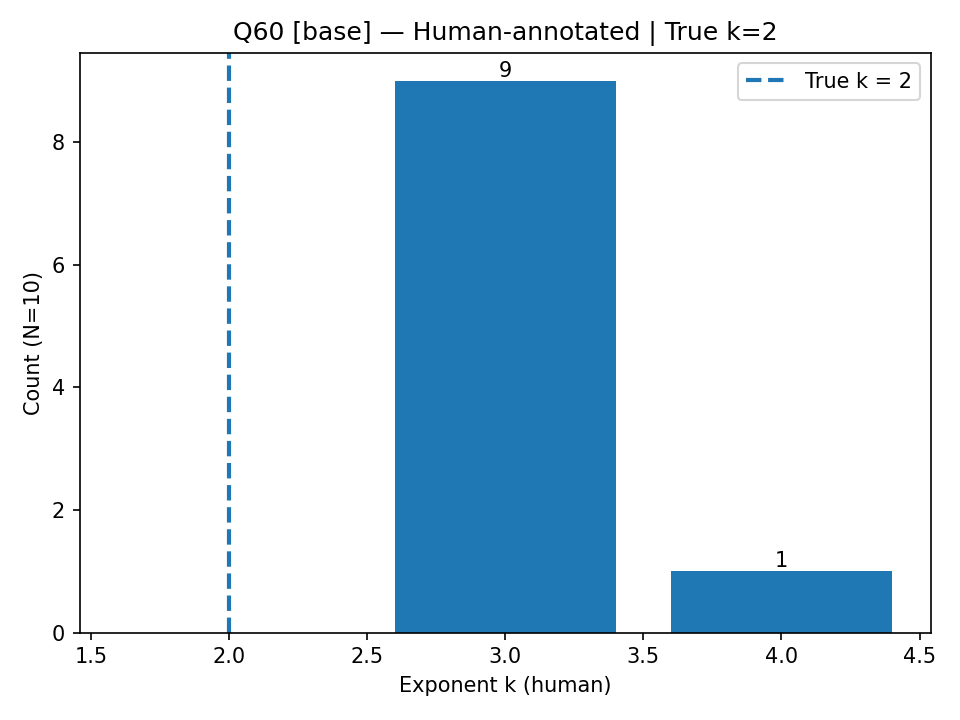 Q60 [base] — Human-annotated | True k=2
True k = 2
9
1
8
6
4
2
0
Count (N=10)
1.5 2.0 2.5 3.0 3.5 4.0 4.5
Exponent k (human)